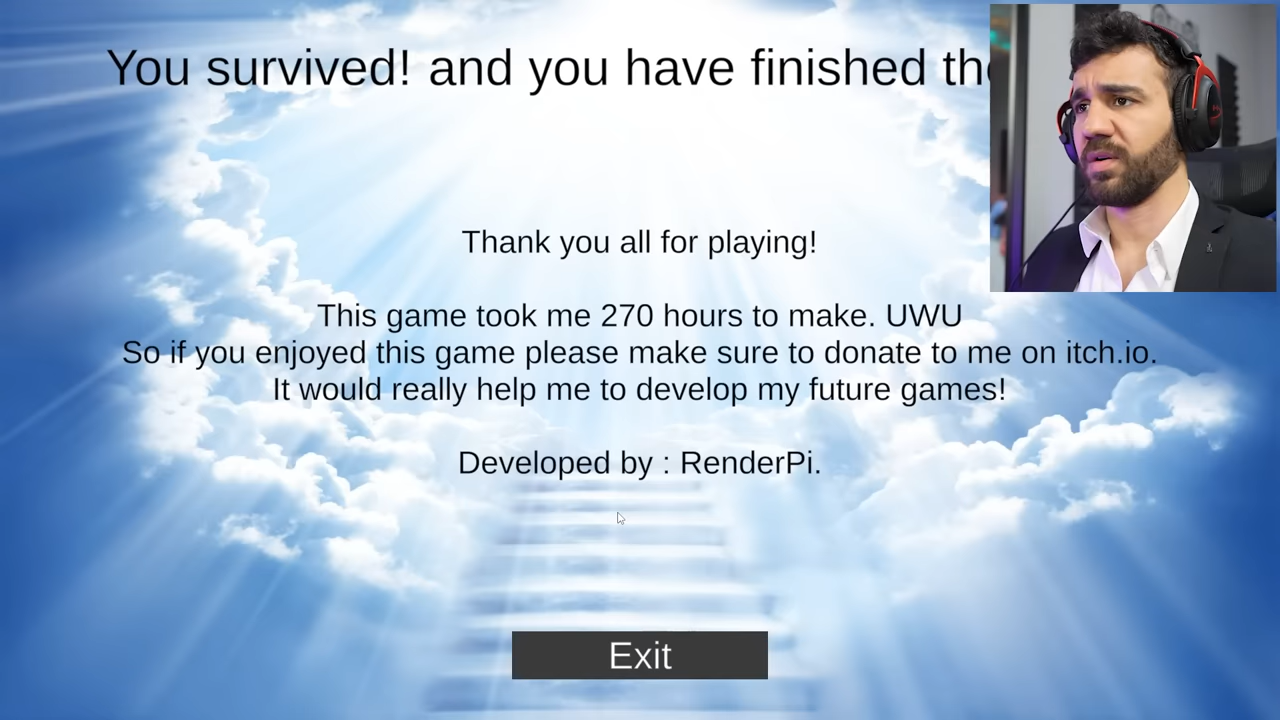 You survived! and you have finished
Thank you all for playing!
This game took me 270 hours to make. UWU
So if you enjoyed this game please make sure to donate to me on itch.io.
It would really help me to develop my future games!
Developed by : RenderPi.
Exit